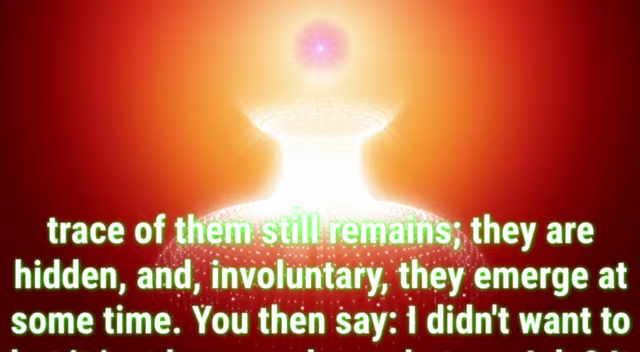 trace of them still remains; they are
hidden, and, involuntary, they emerge at
some time. You then say: I didn't want to